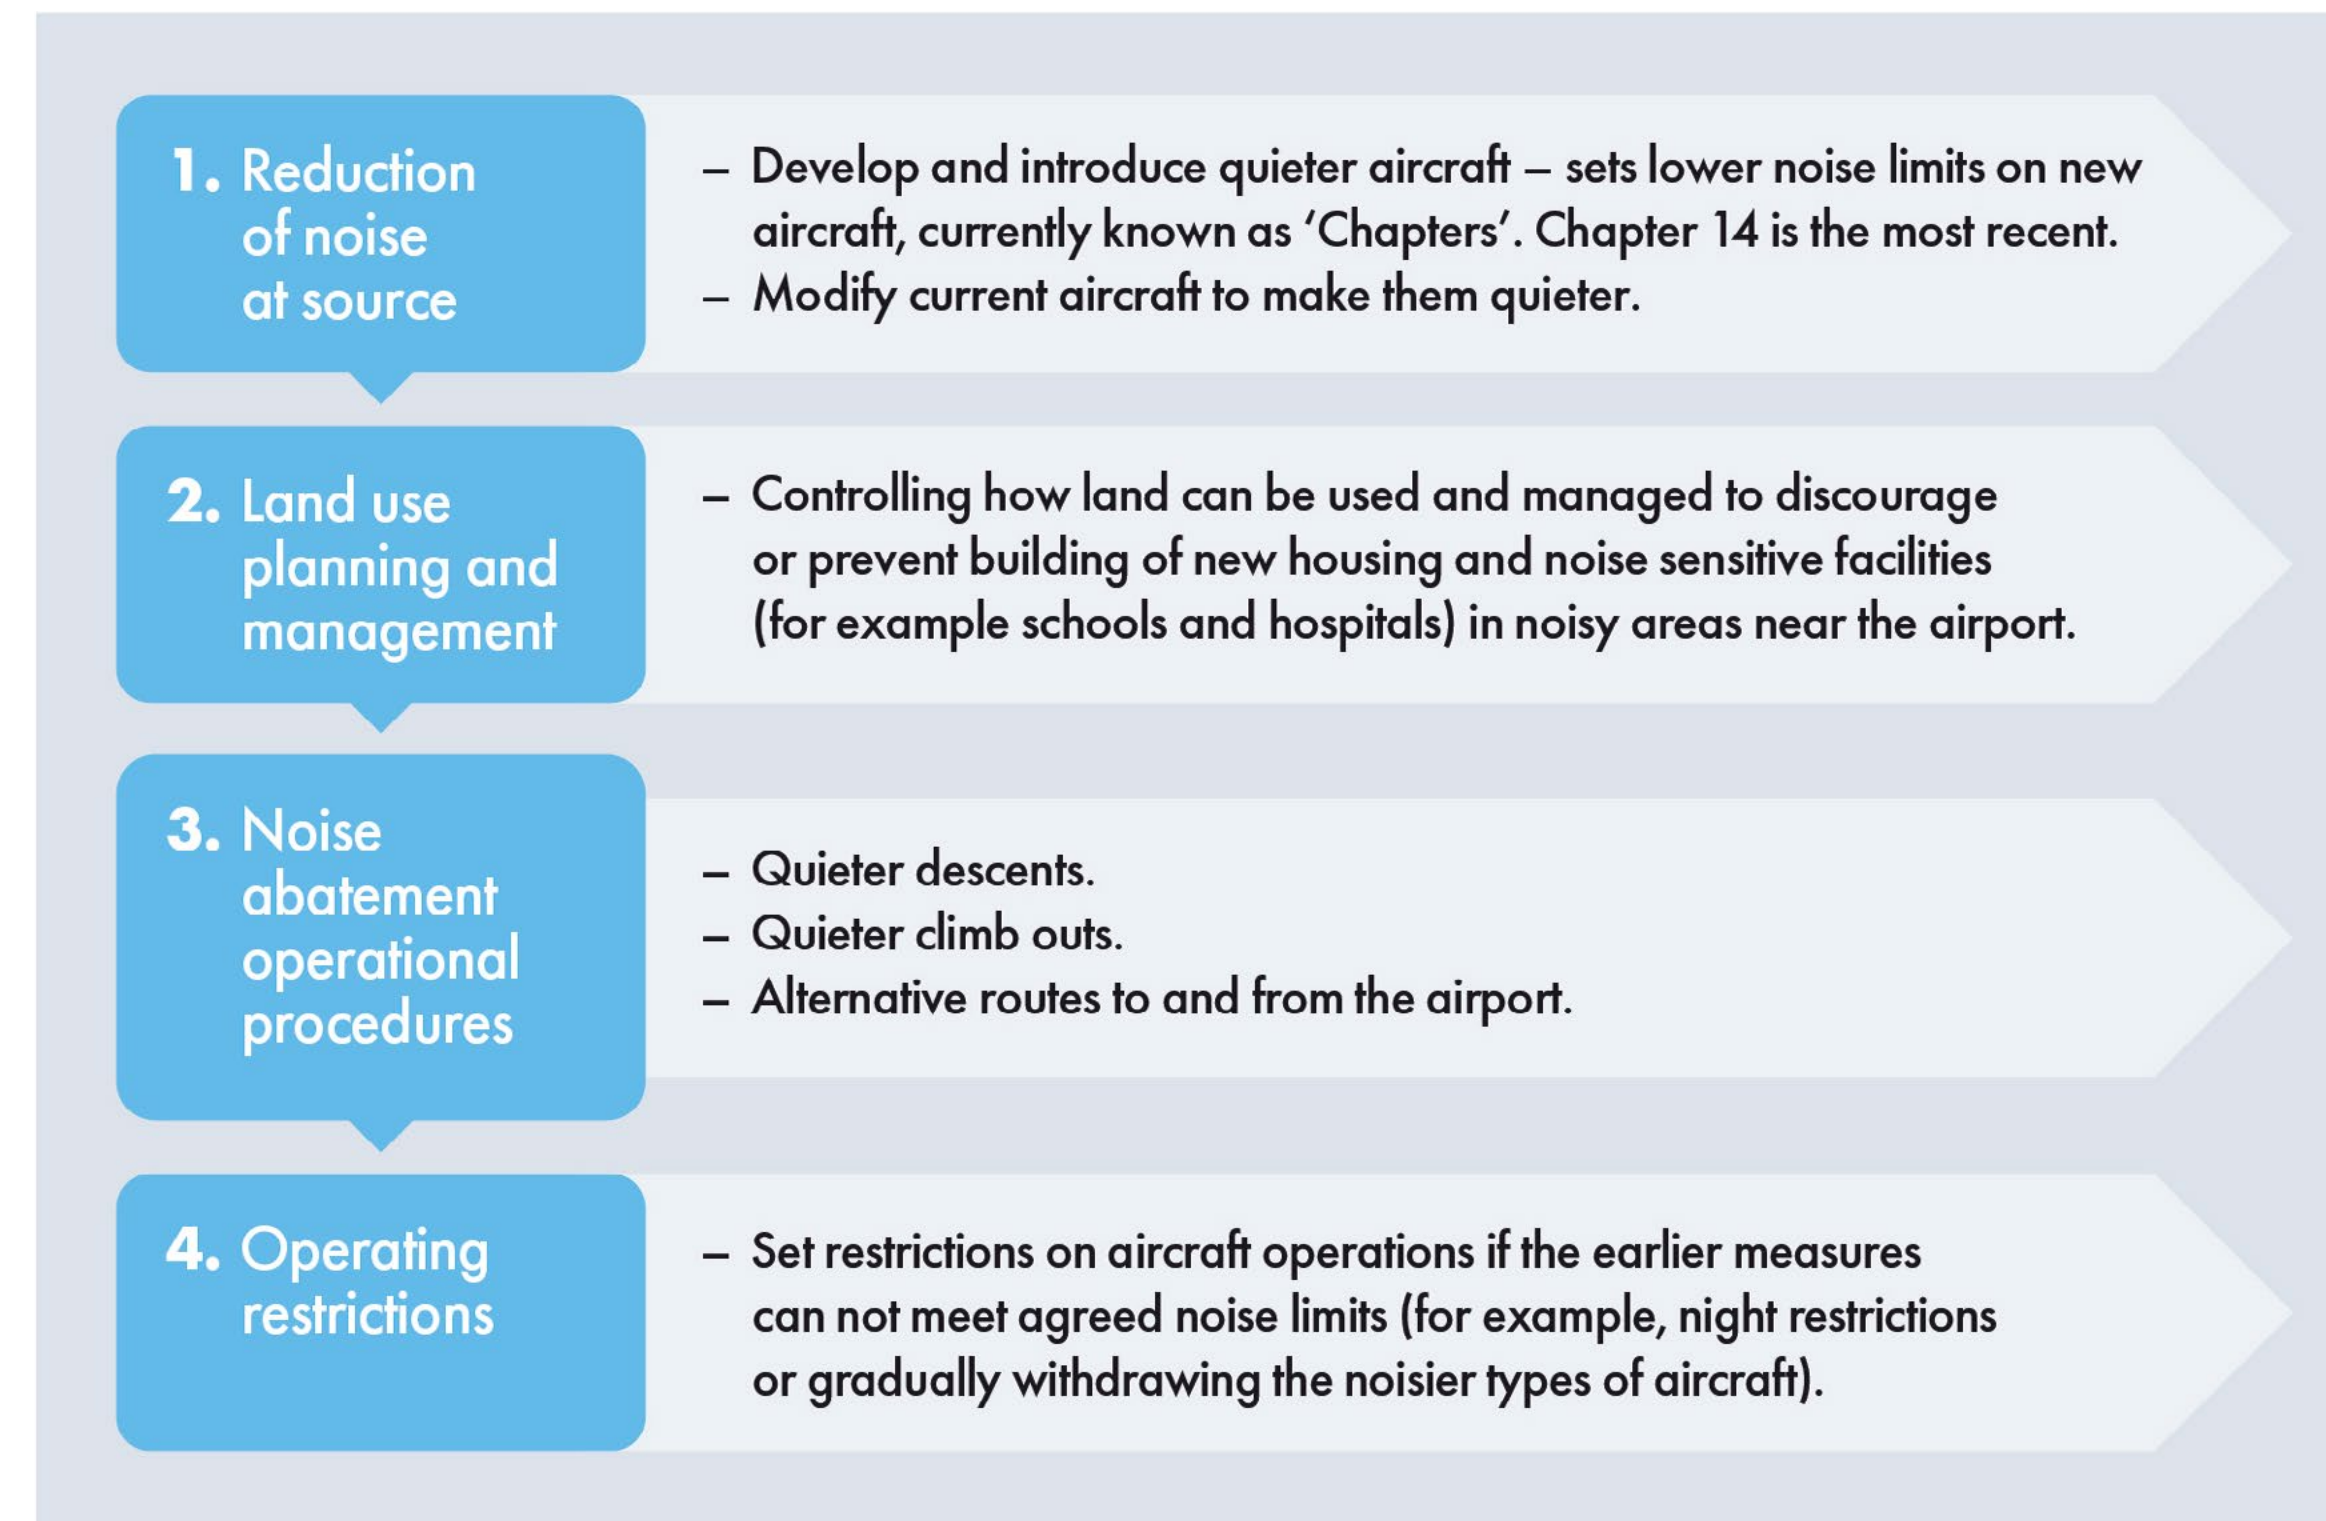 1. Reduction
of noise
at source
– Develop and introduce quieter aircraft – sets lower noise limits on new
aircraft, currently known as ‘Chapters’. Chapter 14 is the most recent.
– Modify current aircraft to make them quieter.
2. Land use
planning and
management
– Controlling how land can be used and managed to discourage
or prevent building of new housing and noise sensitive facilities
(for example schools and hospitals) in noisy areas near the airport.
3. Noise
abatement
operational
procedures
– Quieter descents.
– Quieter climb outs.
– Alternative routes to and from the airport.
4. Operating
restrictions
– Set restrictions on aircraft operations if the earlier measures
can not meet agreed noise limits (for example, night restrictions
or gradually withdrawing the noisier types of aircraft).